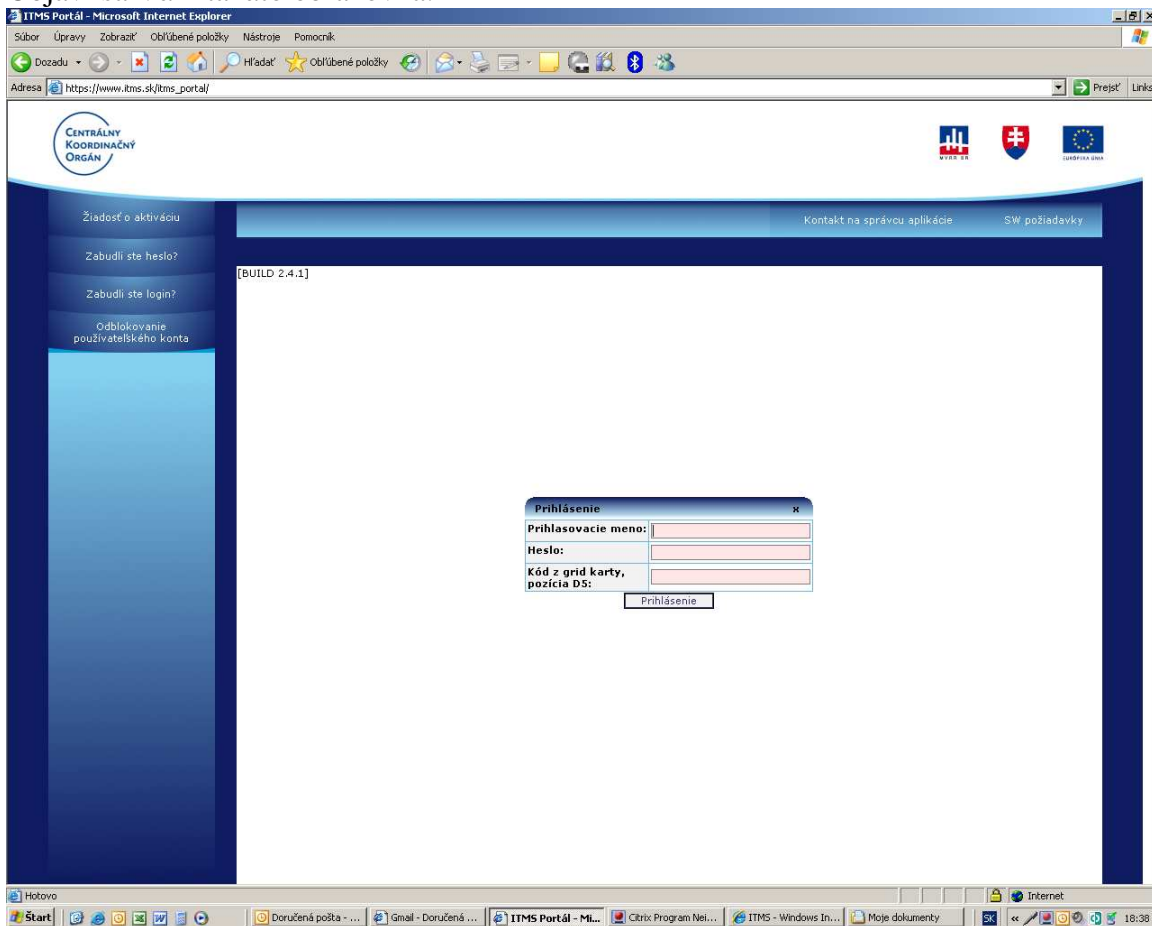 ITMS Portál - Microsoft Internet Explorer
Súbor Úpravy Zobraziť Obľúbené položky Nástroje Pomocník
Dozadu Hľadať Obľúbené položky
Adresa https://www.itms.sk/itms_portal/ Prejsť Links
CENTRÁLNY
KOORDINAČNÝ
ORGÁN
MVRR SR
EURÓPSKA ÚNIA
Žiadosť o aktiváciu
Kontakt na správcu aplikácie SW požiadavky
Zabudli ste heslo?
[BUILD 2.4.1]
Zabudli ste login?
Odblokovanie
používateľského konta
Prihlásenie x
Prihlasovacie meno:
Heslo:
Kód z grid karty,
pozícia D5:
Prihlásenie
Hotovo Internet
Štart Doručená pošta - ... Gmail - Doručená ... ITMS Portál - Mi... Citrix Program Nei... ITMS - Windows In... Moje dokumenty SK « 18:38